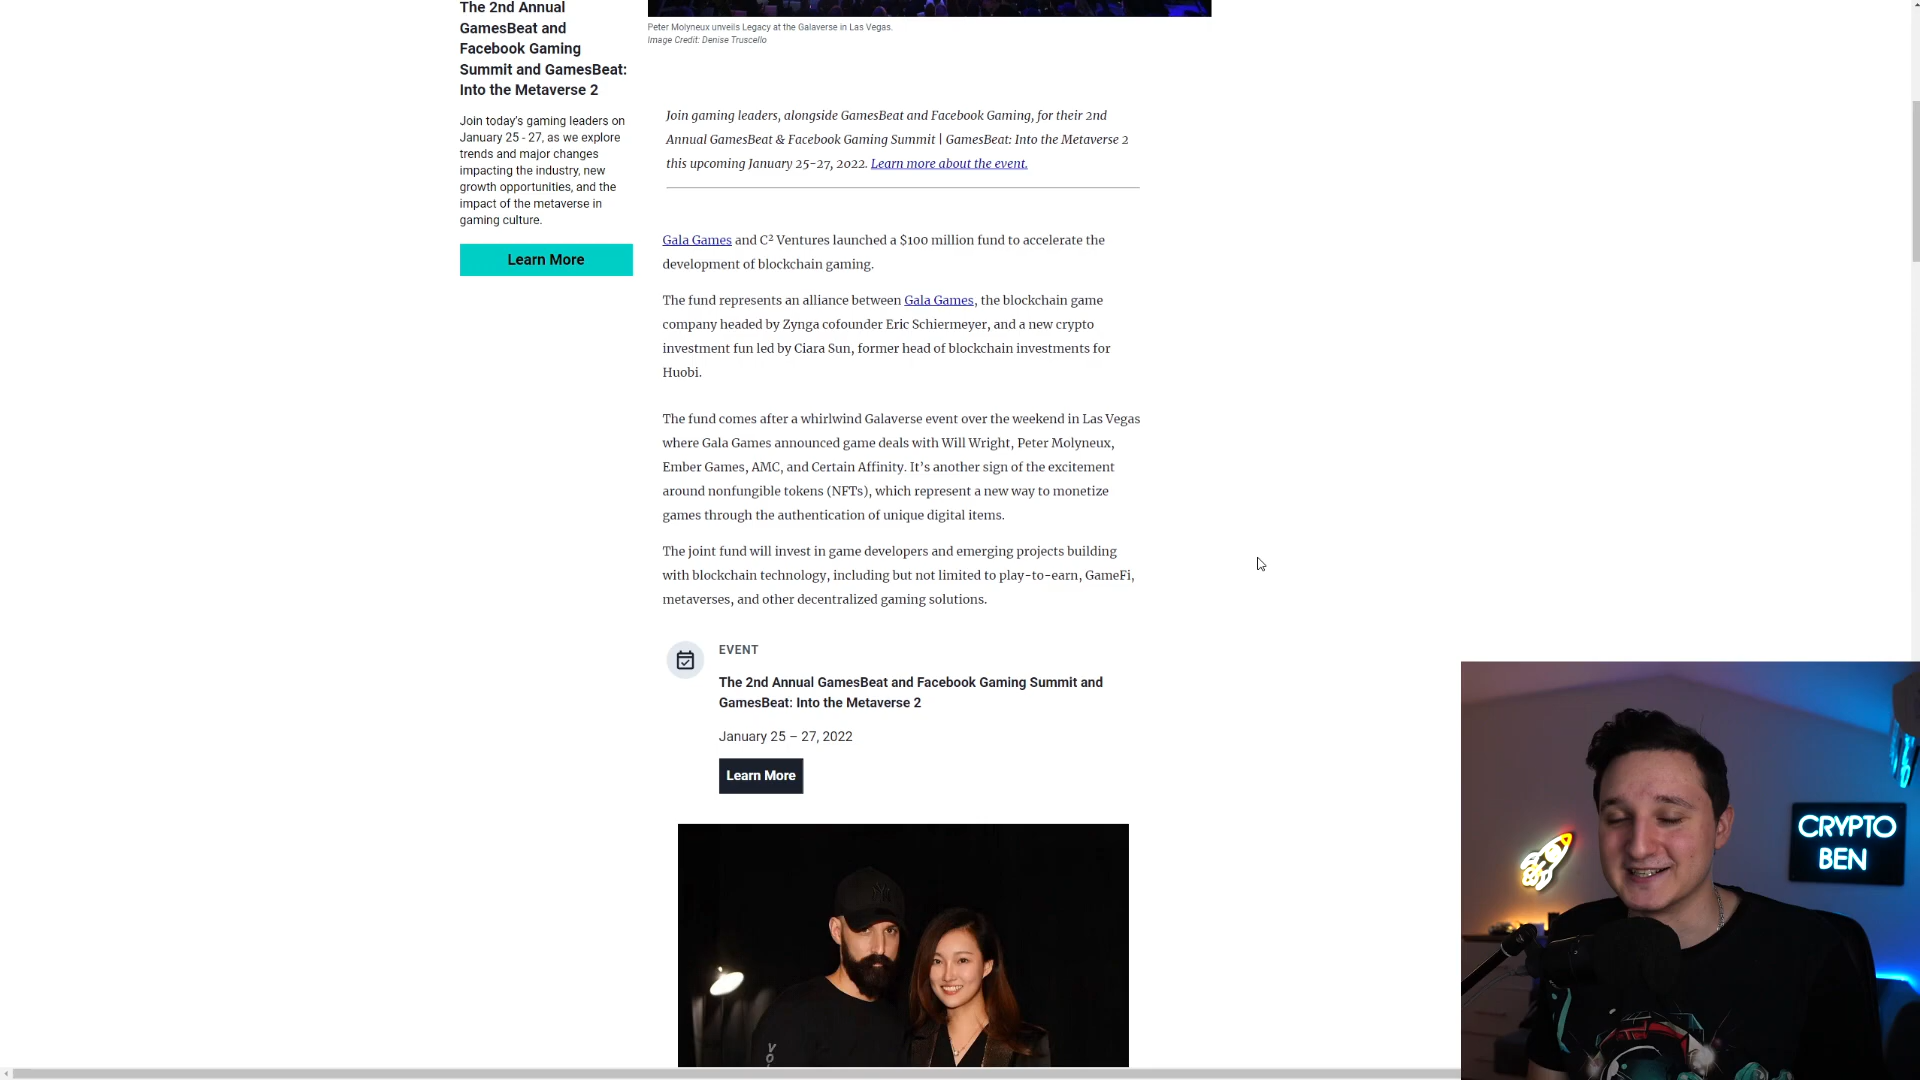 The 2nd Annual
GamesBeat and
Facebook Gaming
Summit and GamesBeat:
Into the Metaverse 2
Join today's gaming leaders on
January 25 - 27, as we explore
trends and major changes
impacting the industry, new
growth opportunities, and the
impact of the metaverse in
gaming culture.
Learn More
Peter Molyneux unveils Legacy at the Galaverse in Las Vegas.
Image Credit: Denise Truscello
Join gaming leaders, alongside GamesBeat and Facebook Gaming, for their 2nd
Annual GamesBeat & Facebook Gaming Summit | GamesBeat: Into the Metaverse 2
this upcoming January 25-27, 2022. Learn more about the event.
Gala Games and C² Ventures launched a $100 million fund to accelerate the
development of blockchain gaming.
The fund represents an alliance between Gala Games, the blockchain game
company headed by Zynga cofounder Eric Schiermeyer, and a new crypto
investment fun led by Ciara Sun, former head of blockchain investments for
Huobi.
The fund comes after a whirlwind Galaverse event over the weekend in Las Vegas
where Gala Games announced game deals with Will Wright, Peter Molyneux,
Ember Games, AMC, and Certain Affinity. It's another sign of the excitement
around nonfungible tokens (NFTs), which represent a new way to monetize
games through the authentication of unique digital items.
The joint fund will invest in game developers and emerging projects building
with blockchain technology, including but not limited to play-to-earn, GameFi,
metaverses, and other decentralized gaming solutions.
EVENT
The 2nd Annual GamesBeat and Facebook Gaming Summit and
GamesBeat: Into the Metaverse 2
January 25 – 27, 2022
Learn More
CRYPTO
BEN